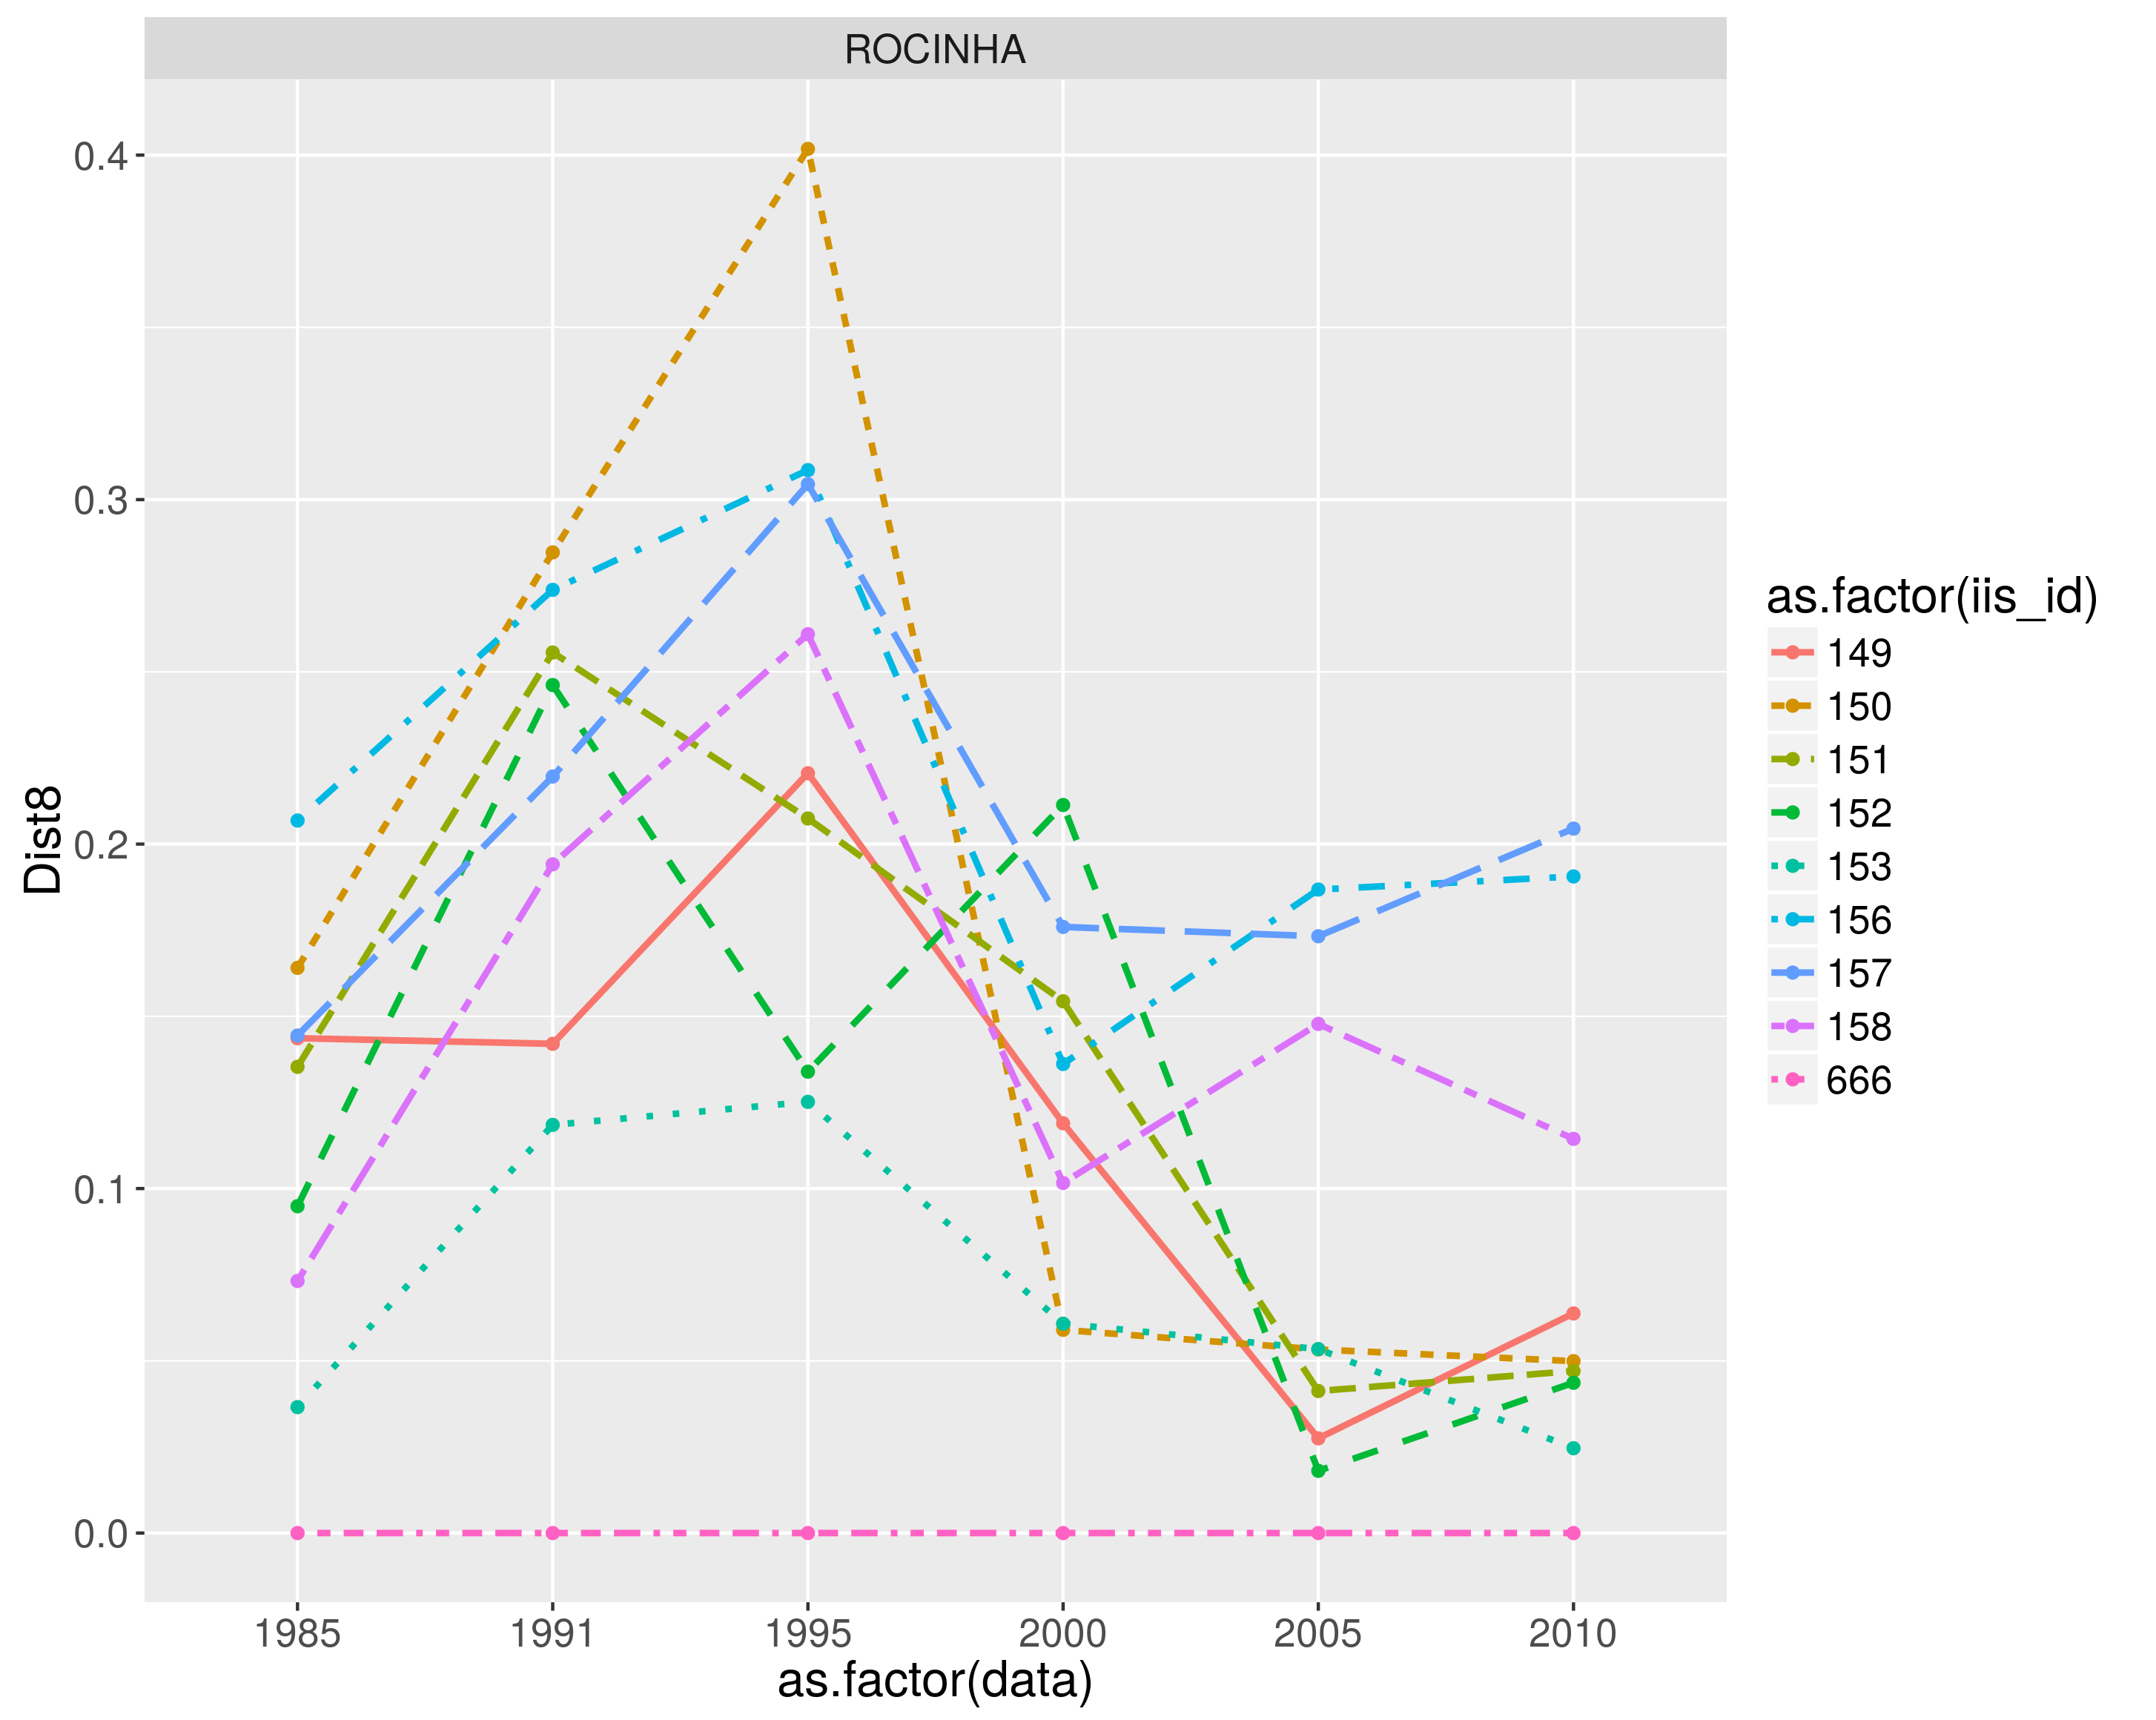 ROCINHA
0.4
0.3
0.2
0.1
0.0
Dist8
1985 1991 1995 2000 2005 2010
as.factor(data)
as.factor(iis_id)
149
150
151
152
153
156
157
158
666